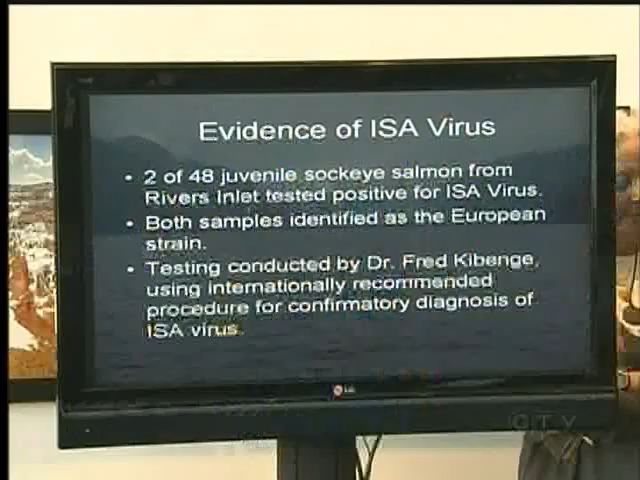 Evidence of ISA Virus
• 2 of 48 juvenile sockeye salmon from
Rivers Inlet tested positive for ISA Virus.
• Both samples identified as the European
strain.
• Testing conducted by Dr. Fred Kibenge,
using internationally recommended
procedure for confirmatory diagnosis of
ISA virus.
LG
CTV